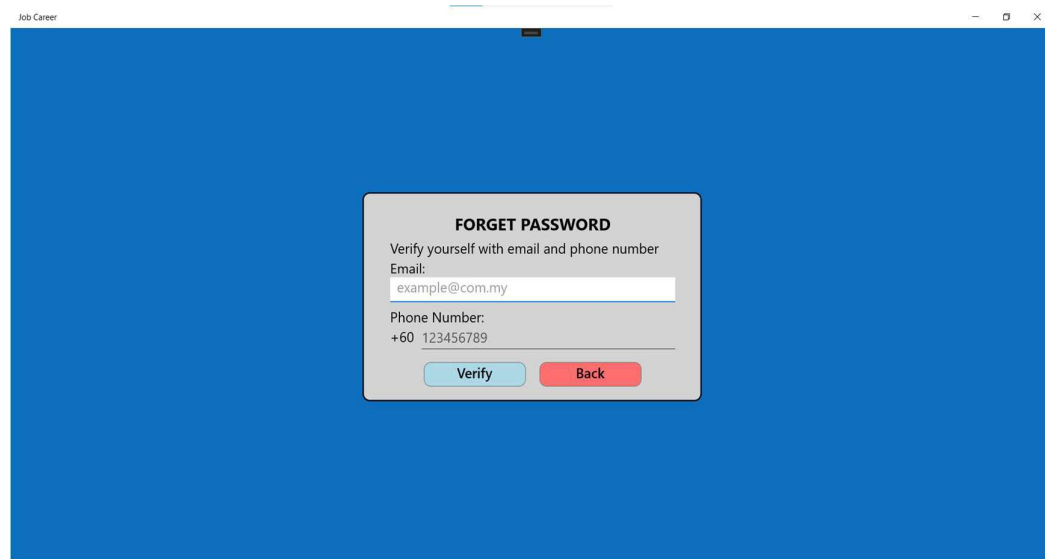 Job Career
FORGET PASSWORD
Verify yourself with email and phone number
Email:
example@com.my
Phone Number:
+60 123456789
Verify Back